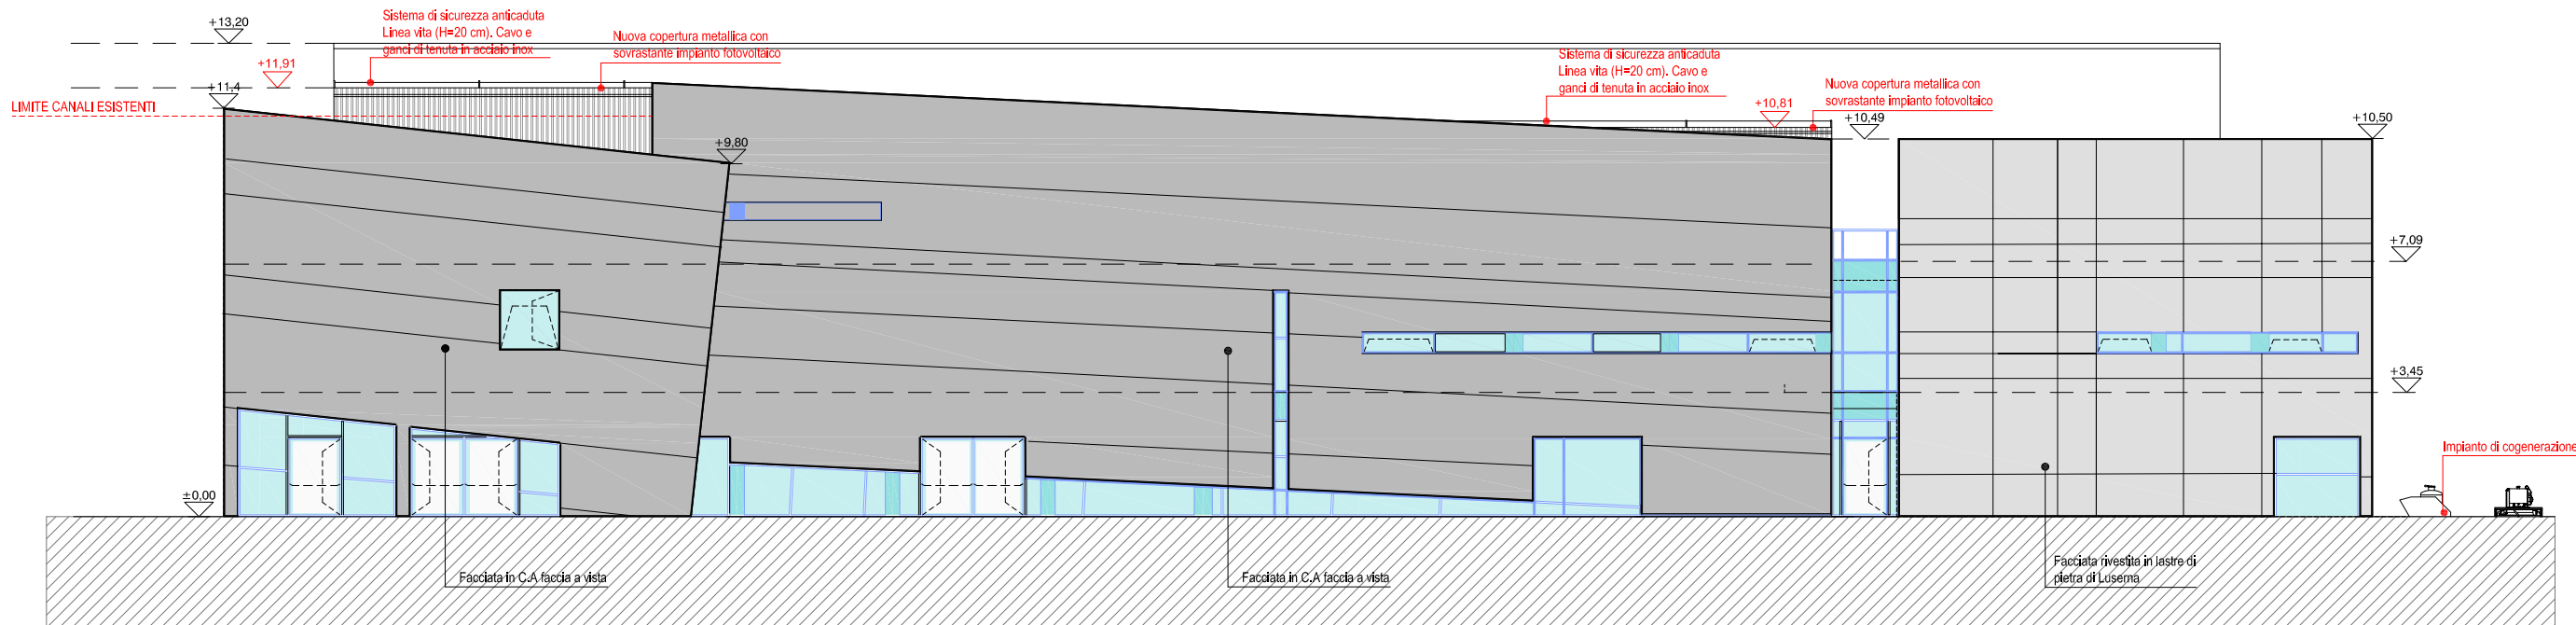 Sistema di sicurezza anticaduta
Linea vita (H=20 cm). Cavo e
ganci di tenuta in acciaio inox
Nuova copertura metallica con
sovrastante impianto fotovoltaico
+13,20
+11,91
+11,4
LIMITE CANALI ESISTENTI
+9,80
Sistema di sicurezza anticaduta
Linea vita (H=20 cm). Cavo e
ganci di tenuta in acciaio inox
Nuova copertura metallica con
sovrastante impianto fotovoltaico
+10,81
+10,49
+10,50
+7,09
+3,45
±0,00
Impianto di cogenerazione
Facciata in C.A faccia a vista
Facciata in C.A faccia a vista
Facciata rivestita in lastre di
pietra di Luserna